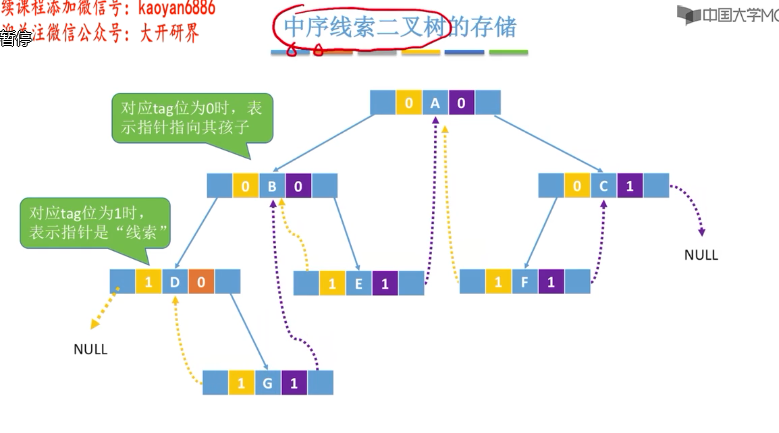 续课程添加微信号：kaoyan6886
关注微信公众号：大开研界
暂停
中序线索二叉树的存储
中国大学MO
对应tag位为0时，表
示指针指向其孩子
0 A 0
0 B 0
0 C 1
对应tag位为1时，
表示指针是“线索”
NULL
1 D 0
1 E 1
1 F 1
NULL
1 G 1